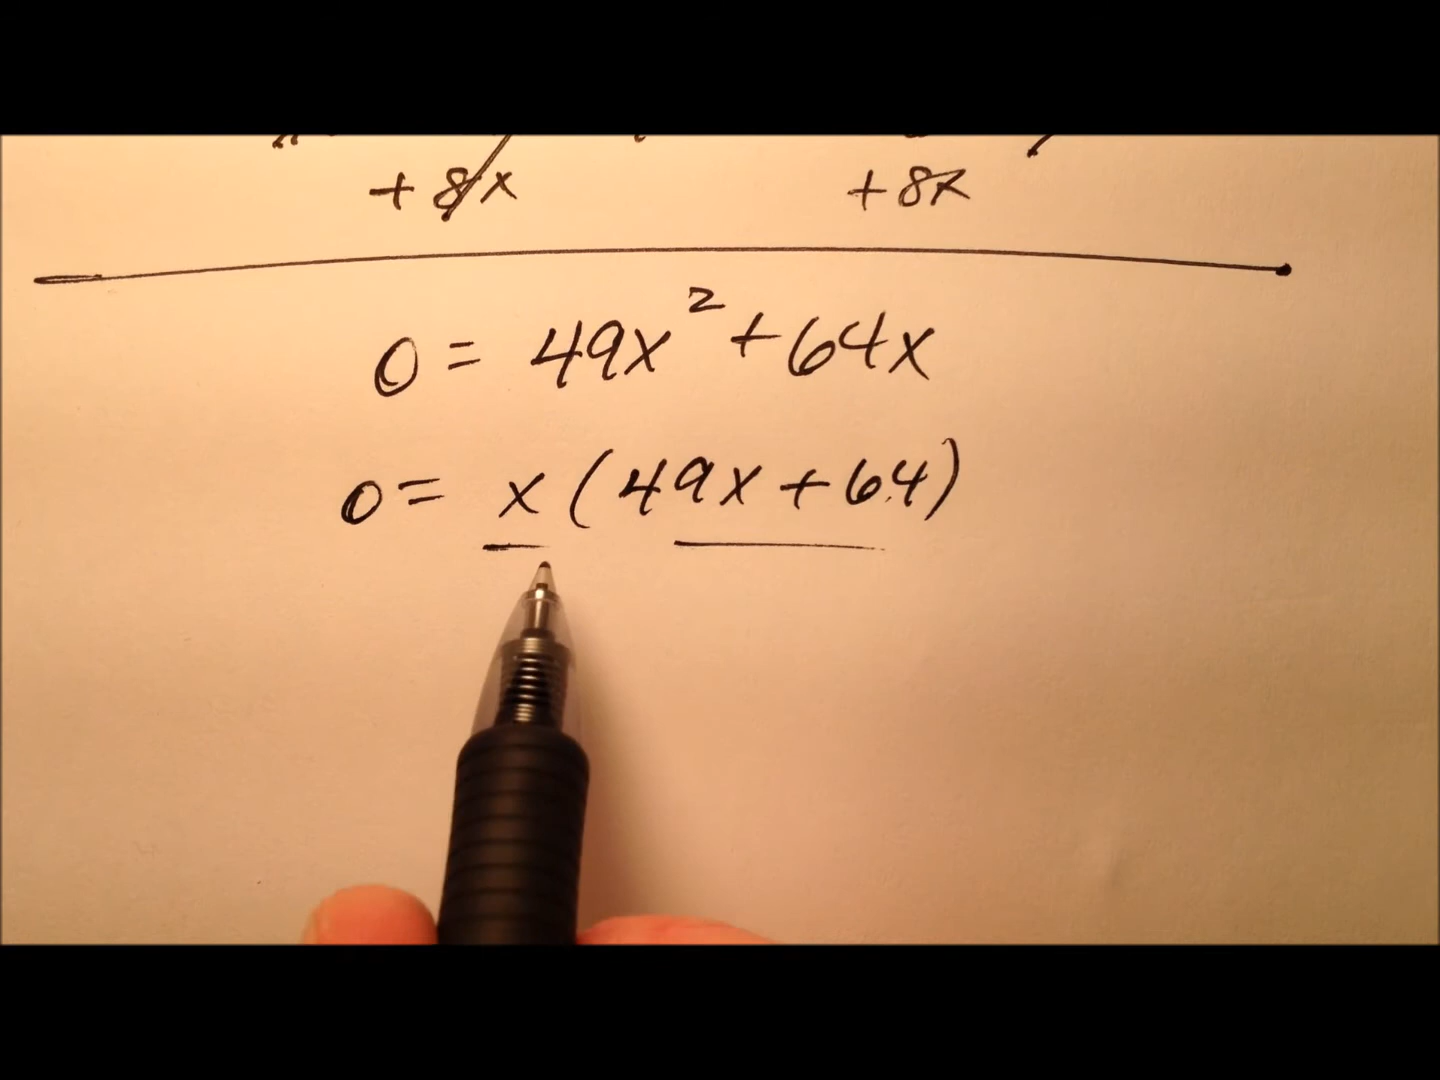 + 8x +8x
0 = 49x² + 64x
0 = x (49x + 64)